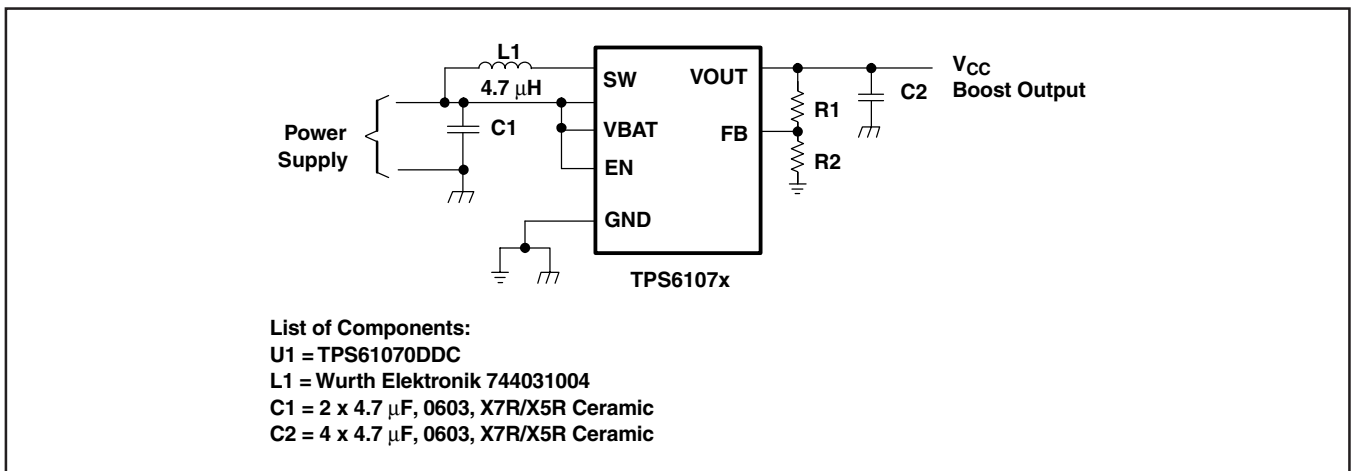 L1
4.7 μH
SW
VOUT
VCC
Boost Output
C2
R1
C1
VBAT
FB
Power
Supply
R2
EN
GND
TPS6107x
List of Components:
U1 = TPS61070DDC
L1 = Wurth Elektronik 744031004
C1 = 2 x 4.7 μF, 0603, X7R/X5R Ceramic
C2 = 4 x 4.7 μF, 0603, X7R/X5R Ceramic